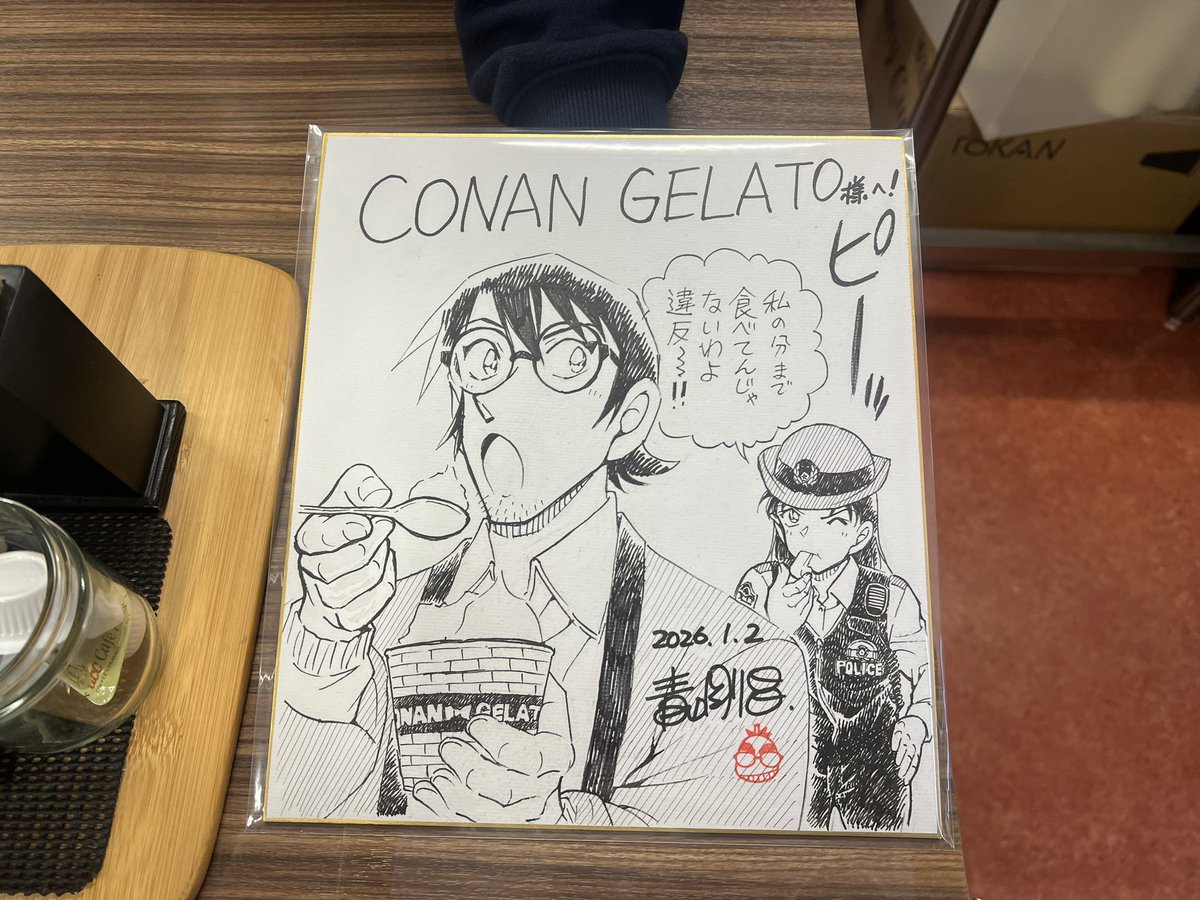 CONAN GELATO様へ!
ピーッ
私の分まで
食べてんじゃ
ないわよ
違反〜!!
2026.1.2
青山剛昌.
NAN GELAT
POLICE
Cafe
TOKAN